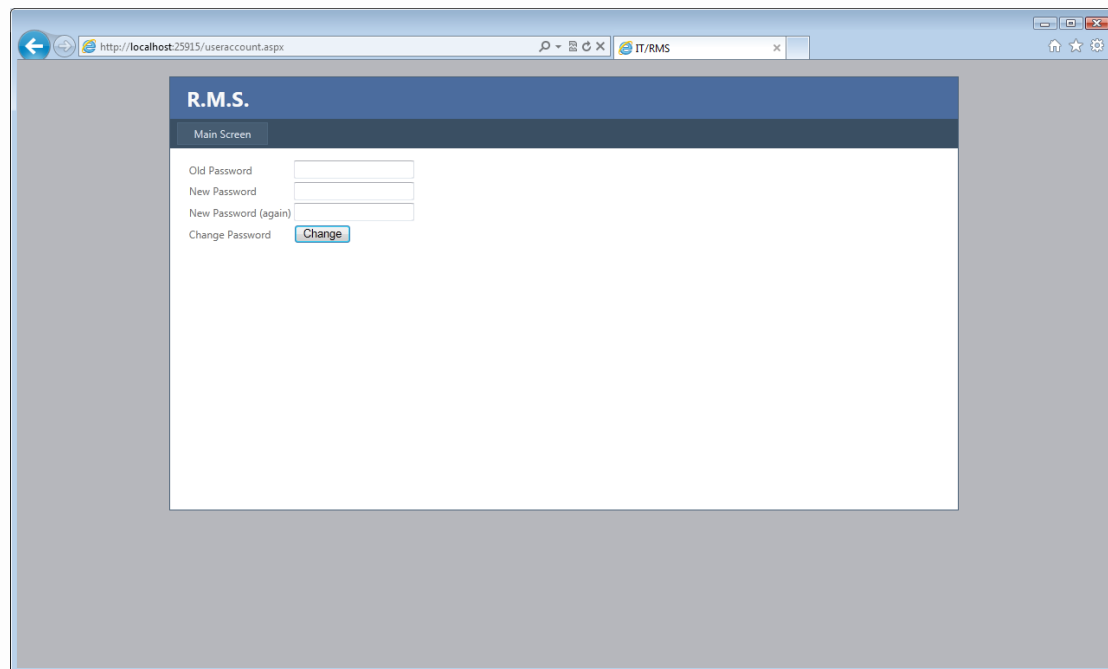 http://localhost:25915/useraccount.aspx
IT/RMS
R.M.S.
Main Screen
Old Password
New Password
New Password (again)
Change Password Change